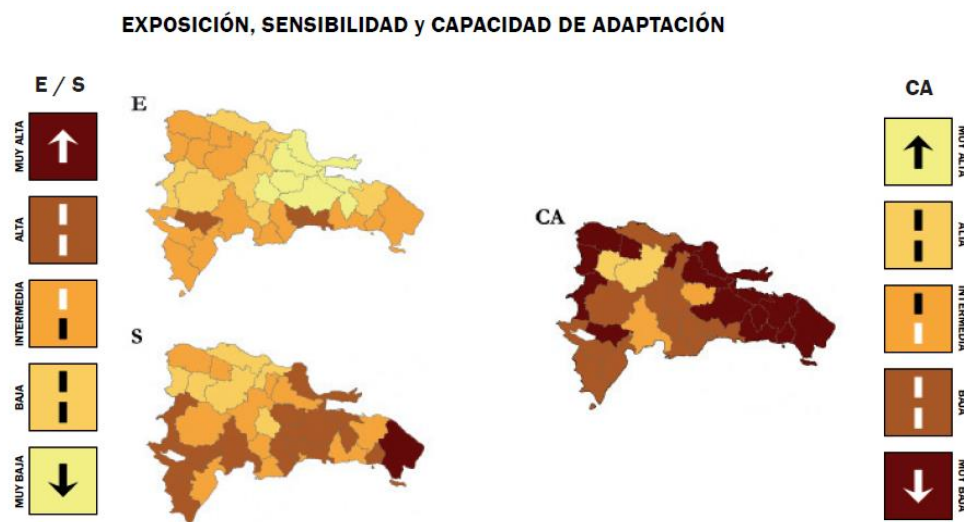 EXPOSICIÓN, SENSIBILIDAD y CAPACIDAD DE ADAPTACIÓN
E / S
MUY ALTA
ALTA
INTERMEDIA
BAJA
MUY BAJA
E
S
CA
CA
MUY ALTA
ALTA
INTERMEDIA
BAJA
MUY BAJA